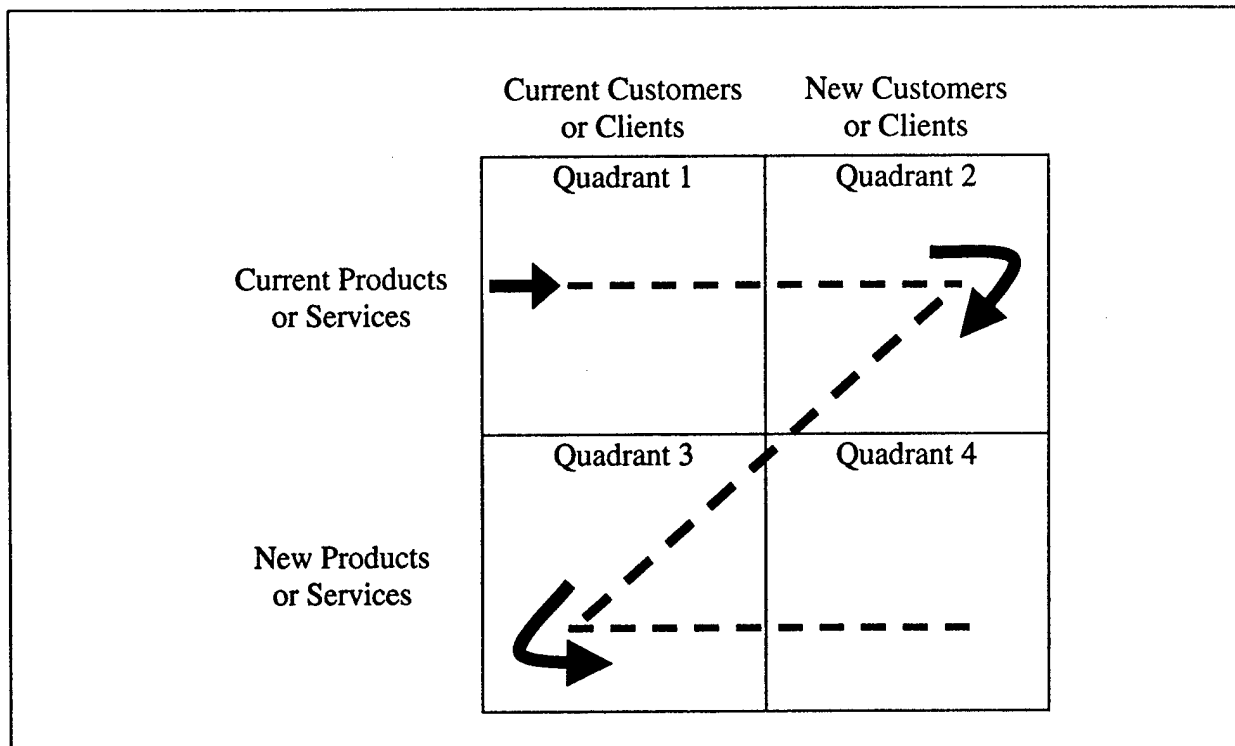 Current Customers
or Clients
New Customers
or Clients
Quadrant 1
Quadrant 2
Current Products
or Services
Quadrant 3
Quadrant 4
New Products
or Services